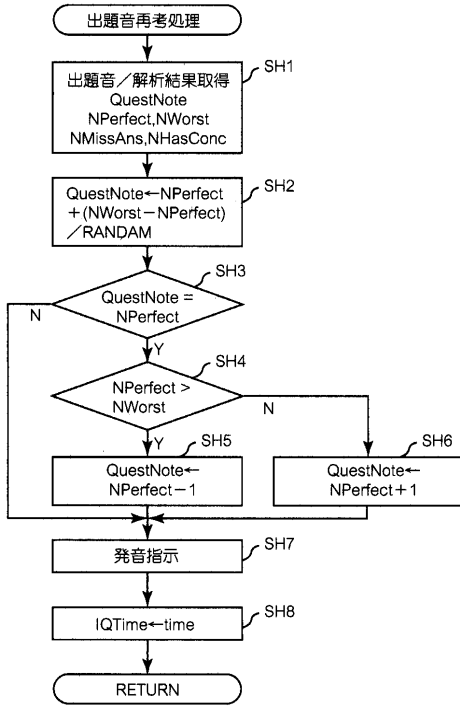 出題音再考処理
SH1
出題音／解析結果取得
QuestNote
NPerfect,NWorst
NMissAns,NHasConc
SH2
QuestNote←NPerfect
+(NWorst−NPerfect)
／RANDAM
SH3
QuestNote =
NPerfect
N
Y
SH4
NPerfect >
NWorst
N
Y
SH5
QuestNote←
NPerfect−1
SH6
QuestNote←
NPerfect+1
SH7
発音指示
SH8
IQTime←time
RETURN